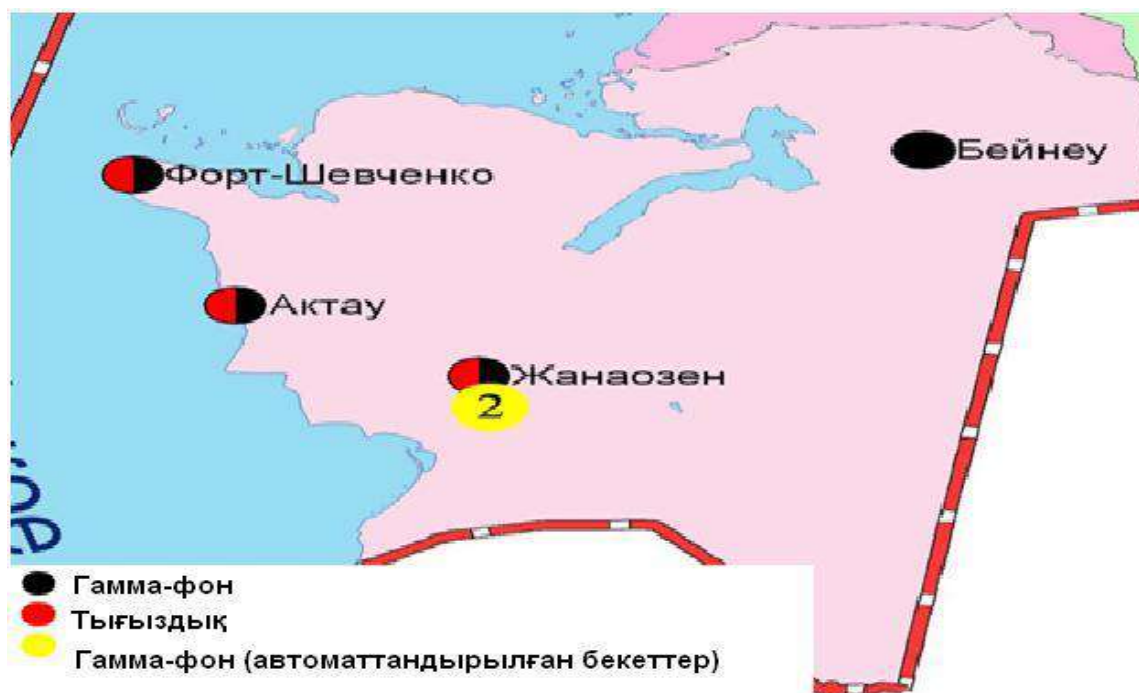 Бейнеу
Форт-Шевченко
Актау
Жанаозен
2
Гамма-фон
Тығыздық
Гамма-фон (автоматтандырылған бекеттер)